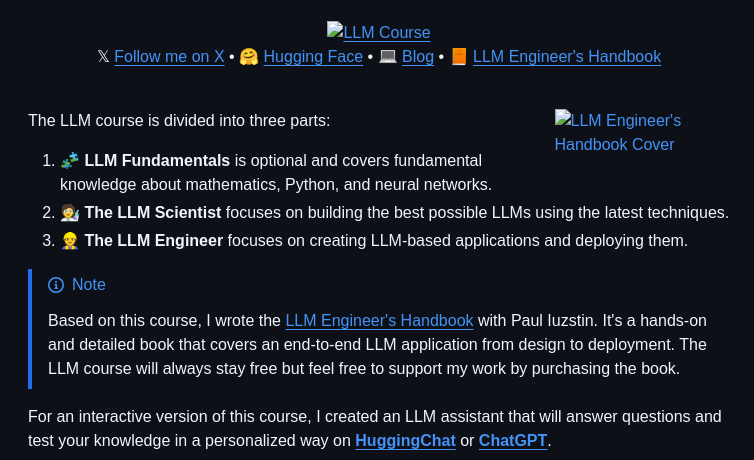 LLM Course
𝕏 Follow me on X • 🤗 Hugging Face • 💻 Blog • 📙 LLM Engineer's Handbook
The LLM course is divided into three parts:
LLM Engineer's
Handbook Cover
1. 🧩 LLM Fundamentals is optional and covers fundamental
knowledge about mathematics, Python, and neural networks.
2. 🧑‍🔬 The LLM Scientist focuses on building the best possible LLMs using the latest techniques.
3. 👷 The LLM Engineer focuses on creating LLM-based applications and deploying them.
Note
Based on this course, I wrote the LLM Engineer's Handbook with Paul Iuzstin. It's a hands-on
and detailed book that covers an end-to-end LLM application from design to deployment. The
LLM course will always stay free but feel free to support my work by purchasing the book.
For an interactive version of this course, I created an LLM assistant that will answer questions and
test your knowledge in a personalized way on HuggingChat or ChatGPT.